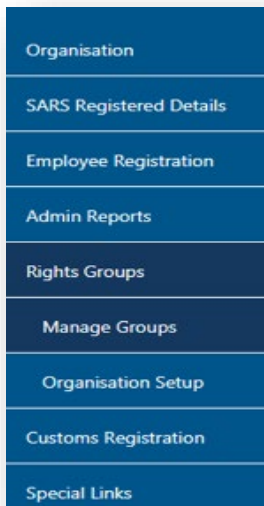 Organisation
SARS Registered Details
Employee Registration
Admin Reports
Rights Groups
Manage Groups
Organisation Setup
Customs Registration
Special Links